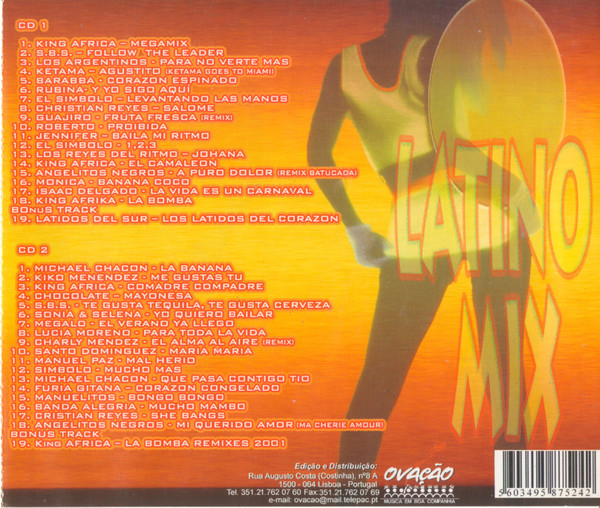 CD 1
1. KING AFRICA – MEGAMIX
2. S.B.S. – FOLLOW THE LEADER
3. LOS ARGENTINOS - PARA NO VERTE MAS
4. KETAMA – AGUSTITO (KETAMA GOES TO MIAMI)
5. BARABBA - CORAZON ESPINADO
6. RUBINA- Y YO SIGO AQUI
7. EL SIMBOLO – LEVANTANDO LAS MANOS
8. CHRISTIAN REYES – SALOME
9. GUAJIRO – FRUTA FRESCA (REMIX)
10. ROBERTO – PROIBIDA
11. JENNIFER – BAILA MI RITMO
12. EL SIMBOLO – 1,2,3
13. LOS REYES DEL RITMO – JOHANA
14. KING AFRICA - EL CAMALEON
15. ANGELITOS NEGROS - A PURO DOLOR (REMIX BATUCADA)
16. MONICA - BANANA COCO
17. ISAAC DELGADO - LA VIDA ES UN CARNAVAL
18. KING AFRIKA - LA BOMBA
BONUS TRACK
19. LATIDOS DEL SUR – LOS LATIDOS DEL CORAZON
CD 2
1. MICHAEL CHACON - LA BANANA
2. KIKO MENENDEZ - ME GUSTAS TU
3. KING AFRICA - COMADRE COMPADRE
4. CHOCOLATE – MAYONESA
5. S.B.S - TE GUSTA TEQUILA, TE GUSTA CERVEZA
6. SONIA & SELENA - YO QUIERO BAILAR
7. MEGALO - EL VERANO YA LLEGO
8. LUCIA MORENO - PARA TODA LA VIDA
9. CHARLY MENDEZ - EL ALMA AL AIRE (REMIX)
10. SANTO DOMINGUEZ - MARIA MARIA
11. MANUEL PAZ - MAL HERIO
12. SIMBOLO - MUCHO MAS
13. MICHAEL CHACON - QUE PASA CONTIGO TIO
14. FURIA GITANA – CORAZON CONGELADO
15. MANUELITOS - BONGO BONGO
16. BANDA ALEGRIA - MUCHO MAMBO
17. CRISTIAN REYES - SHE BANGS
18. ANGELITOS NEGROS - MI QUERIDO AMOR (MA CHERIE AMOUR)
BONUS TRACK
19. KING AFRICA – LA BOMBA REMIXES 2001
LATINO
MIX
Edição e Distribuição:
Rua Augusto Costa (Costinha), nº8 A
1500 - 064 Lisboa - Portugal
Tel. 351.21.762 07 60 Fax:351.21.762 07 69
e-mail: ovacao@mail.telepac.pt
OVAÇÃO
MÚSICA EM BOA COMPANHIA
5603495875242